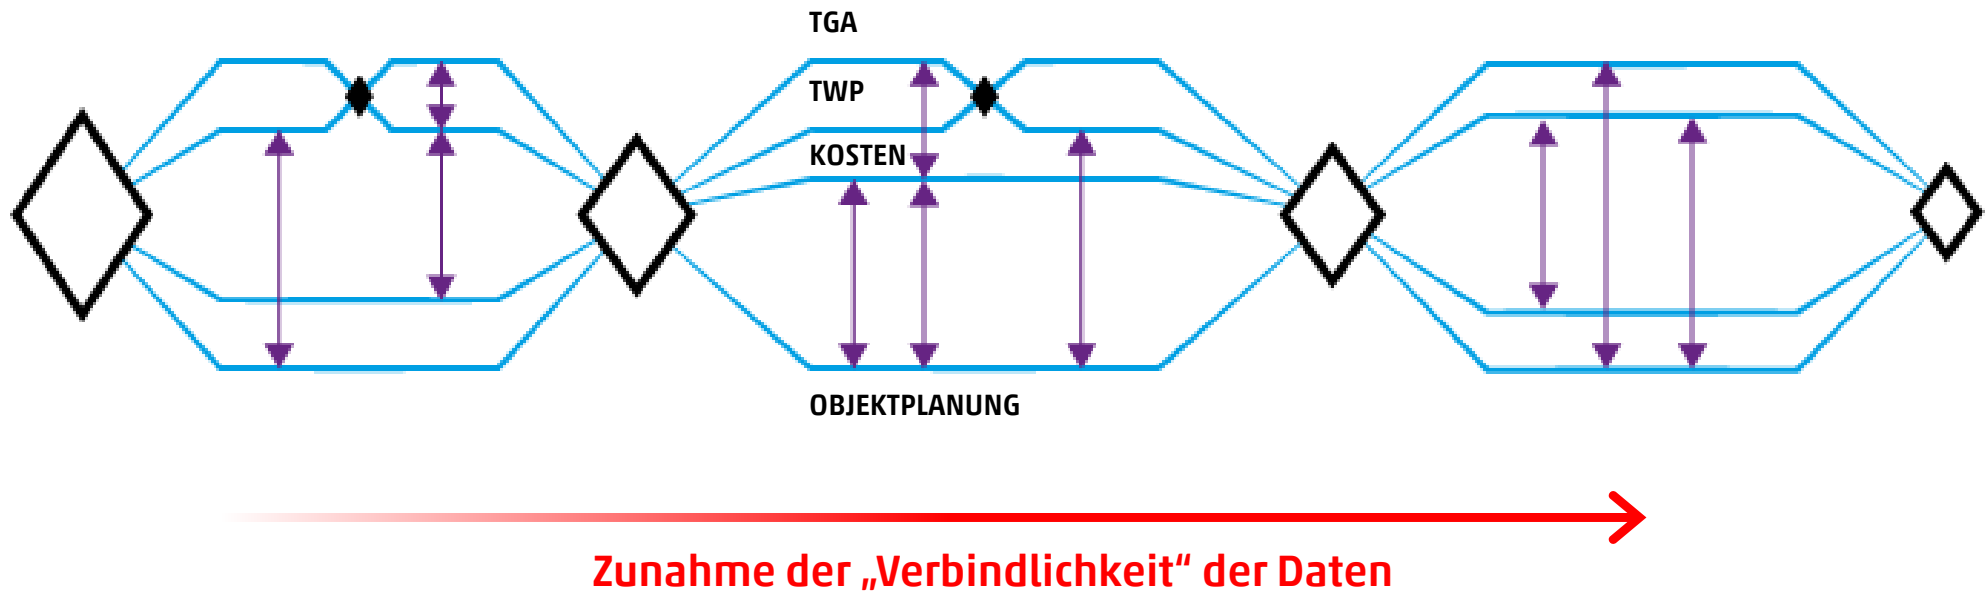 TGA
TWP
KOSTEN
OBJEKTPLANUNG
Zunahme der „Verbindlichkeit“ der Daten